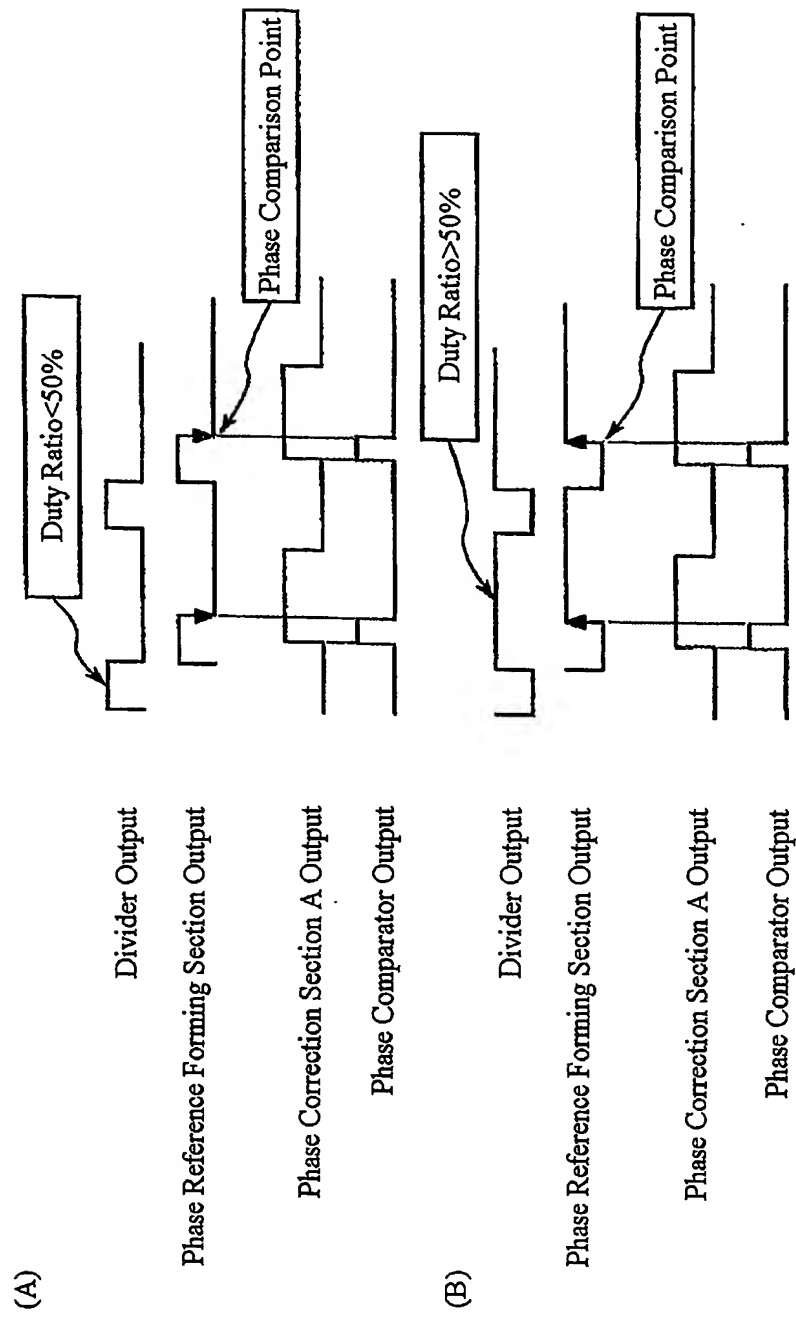 (A)
Duty Ratio<50%
Phase Comparison Point
Divider Output
Phase Reference Forming Section Output
Phase Correction Section A Output
Phase Comparator Output
(B)
Duty Ratio>50%
Phase Comparison Point
Divider Output
Phase Reference Forming Section Output
Phase Correction Section A Output
Phase Comparator Output